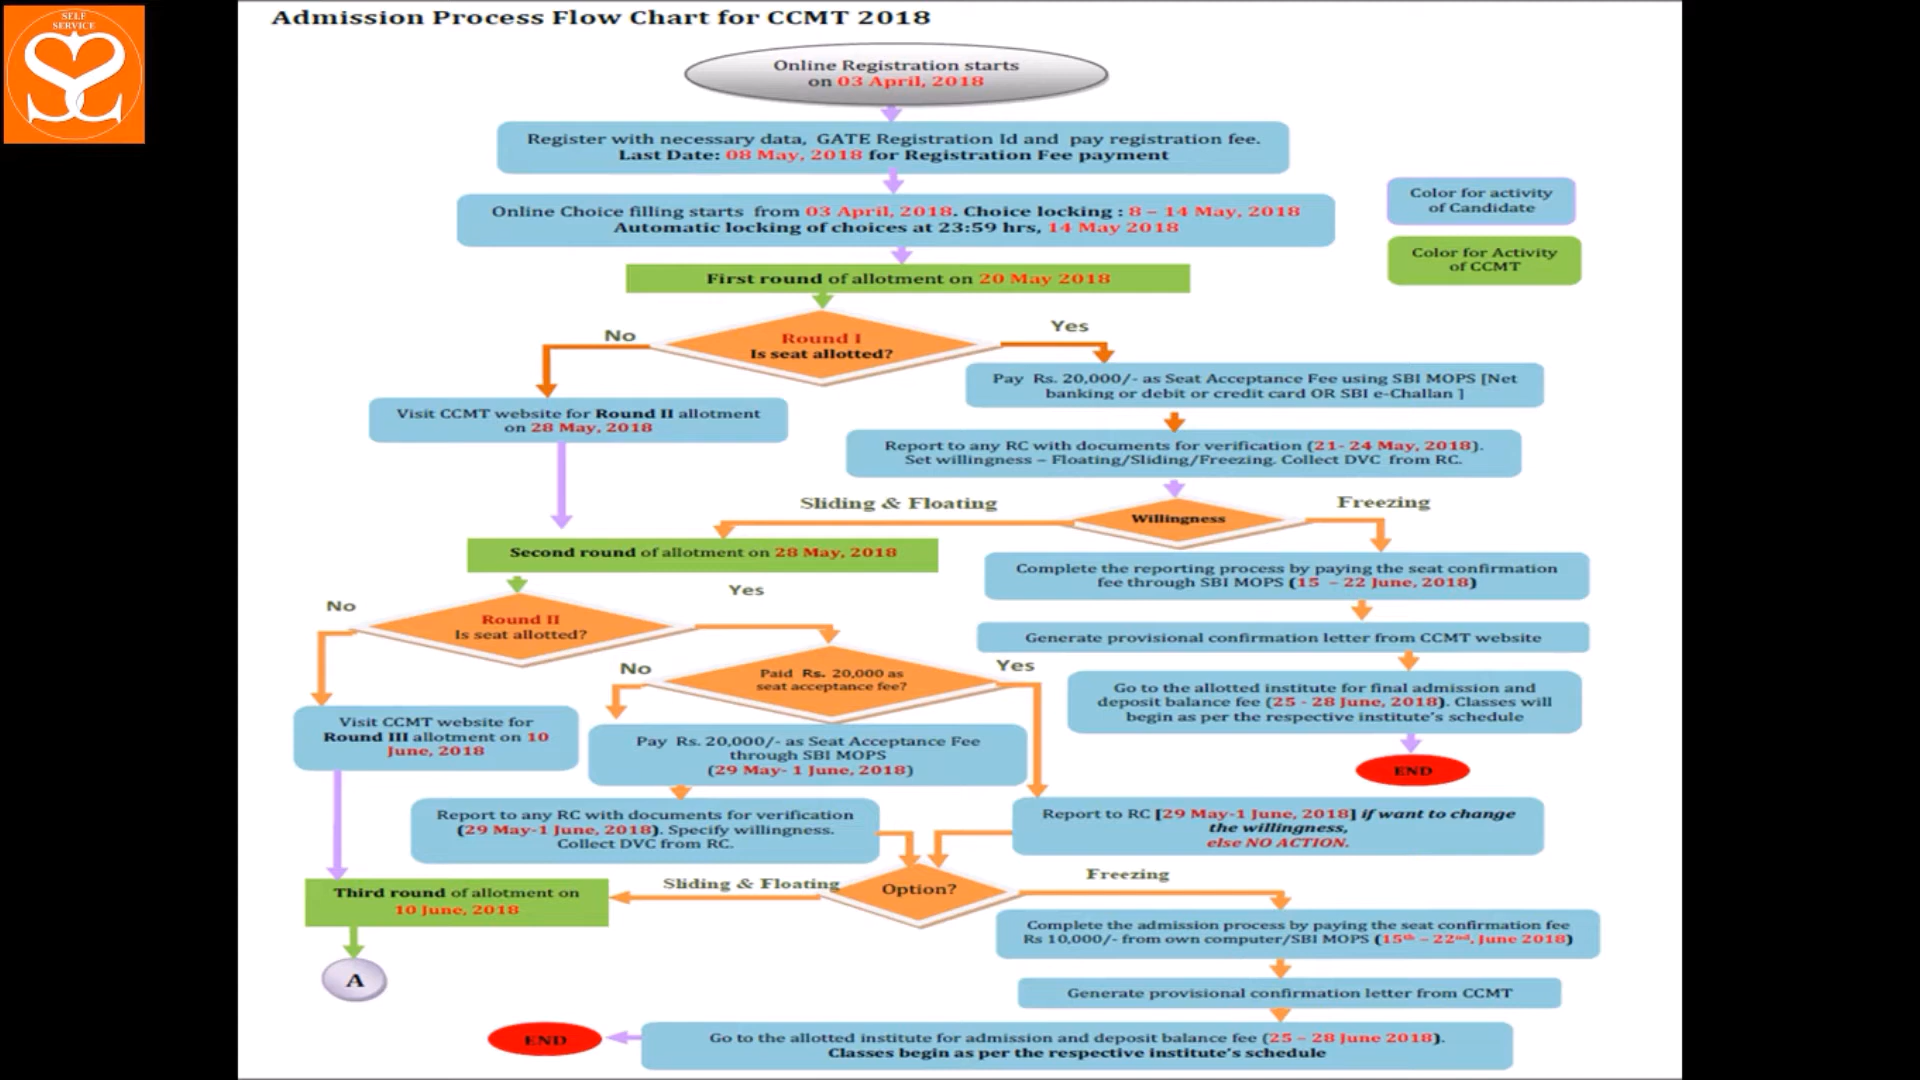 SELF
SERVICE
Admission Process Flow Chart for CCMT 2018
Online Registration starts
on 03 April, 2018
Register with necessary data, GATE Registration Id and pay registration fee.
Last Date: 08 May, 2018 for Registration Fee payment
Online Choice filling starts from 03 April, 2018. Choice locking : 8 – 14 May, 2018
Automatic locking of choices at 23:59 hrs, 14 May 2018
Color for activity
of Candidate
Color for Activity
of CCMT
First round of allotment on 20 May 2018
No
Round I
Is seat allotted?
Yes
Pay Rs. 20,000/- as Seat Acceptance Fee using SBI MOPS [Net
banking or debit or credit card OR SBI e-Challan ]
Visit CCMT website for Round II allotment
on 28 May, 2018
Report to any RC with documents for verification (21- 24 May, 2018).
Set willingness – Floating/Sliding/Freezing. Collect DVC from RC.
Sliding & Floating
Willingness
Freezing
Second round of allotment on 28 May, 2018
Complete the reporting process by paying the seat confirmation
fee through SBI MOPS (15 – 22 June, 2018)
No
Round II
Is seat allotted?
Yes
Generate provisional confirmation letter from CCMT website
No
Paid Rs. 20,000 as
seat acceptance fee?
Yes
Go to the allotted institute for final admission and
deposit balance fee (25 - 28 June, 2018). Classes will
begin as per the respective institute's schedule
Visit CCMT website for
Round III allotment on 10
June, 2018
Pay Rs. 20,000/- as Seat Acceptance Fee
through SBI MOPS
(29 May- 1 June, 2018)
END
Report to any RC with documents for verification
(29 May-1 June, 2018). Specify willingness.
Collect DVC from RC.
Report to RC [29 May-1 June, 2018] if want to change
the willingness,
else NO ACTION.
Third round of allotment on
10 June, 2018
Sliding & Floating
Option?
Freezing
Complete the admission process by paying the seat confirmation fee
Rs 10,000/- from own computer/SBI MOPS (15th – 22nd, June 2018)
A
Generate provisional confirmation letter from CCMT
END
Go to the allotted institute for admission and deposit balance fee (25 – 28 June 2018).
Classes begin as per the respective institute's schedule